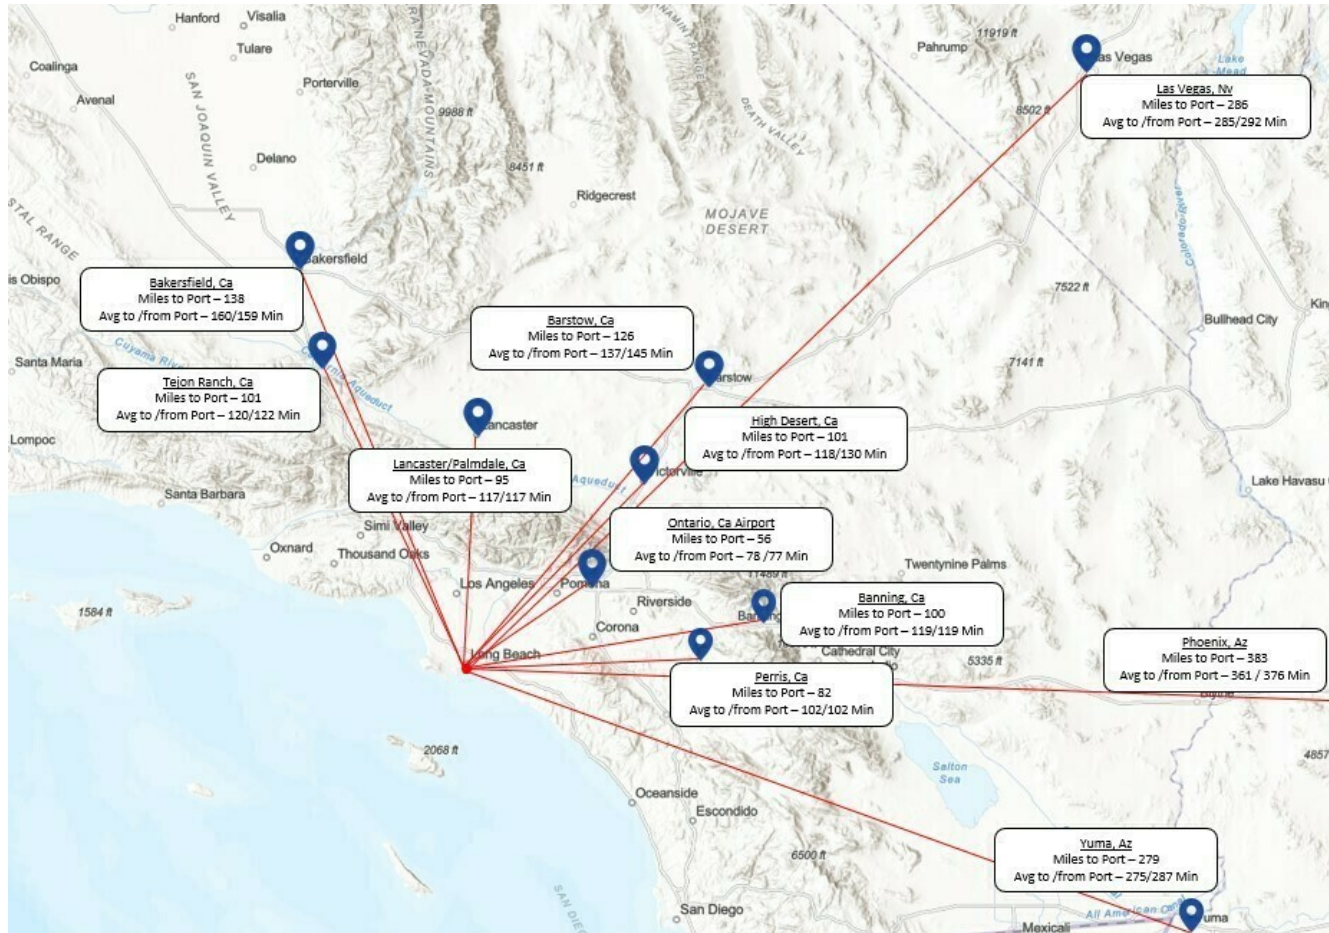 Hanford
Visalia
Tulare
Coalinga
Avenal
Porterville
SAN JOAQUIN VALLEY
9988 ft
Delano
8451 ft
Ridgecrest
DEATH VALLEY
MOJAVE
DESERT
Pahrump
11919 ft
Las Vegas
Lake
Mead
8502 ft
Las Vegas, Nv
Miles to Port – 286
Avg to /from Port – 285/292 Min
Colorado River
Bakersfield
Bakersfield, Ca
Miles to Port – 138
Avg to /from Port – 160/159 Min
7522 ft
Bullhead City
Santa Maria
Cuyama
Aqueduct
Tejon Ranch, Ca
Miles to Port – 101
Avg to /from Port – 120/122 Min
Barstow, Ca
Miles to Port – 126
Avg to /from Port – 137/145 Min
7141 ft
Lompoc
Lancaster/Palmdale, Ca
Miles to Port – 95
Avg to /from Port – 117/117 Min
Aqueduct
High Desert, Ca
Miles to Port – 101
Avg to /from Port – 118/130 Min
Lake Havasu
Santa Barbara
Simi Valley
Oxnard
Thousand Oaks
Los Angeles
Ontario, Ca Airport
Miles to Port – 56
Avg to /from Port – 78 /77 Min
11489 ft
Twentynine Palms
1584 ft
Riverside
Corona
Banning, Ca
Miles to Port – 100
Avg to /from Port – 119/119 Min
Cathedral City
5335 ft
Long Beach
Perris, Ca
Miles to Port – 82
Avg to /from Port – 102/102 Min
Phoenix, Az
Miles to Port – 383
Avg to /from Port – 361 / 376 Min
2068 ft
Salton
Sea
4857
Oceanside
Escondido
6500 ft
Yuma, Az
Miles to Port – 279
Avg to /from Port – 275/287 Min
San Diego
All American Canal
Mexicali